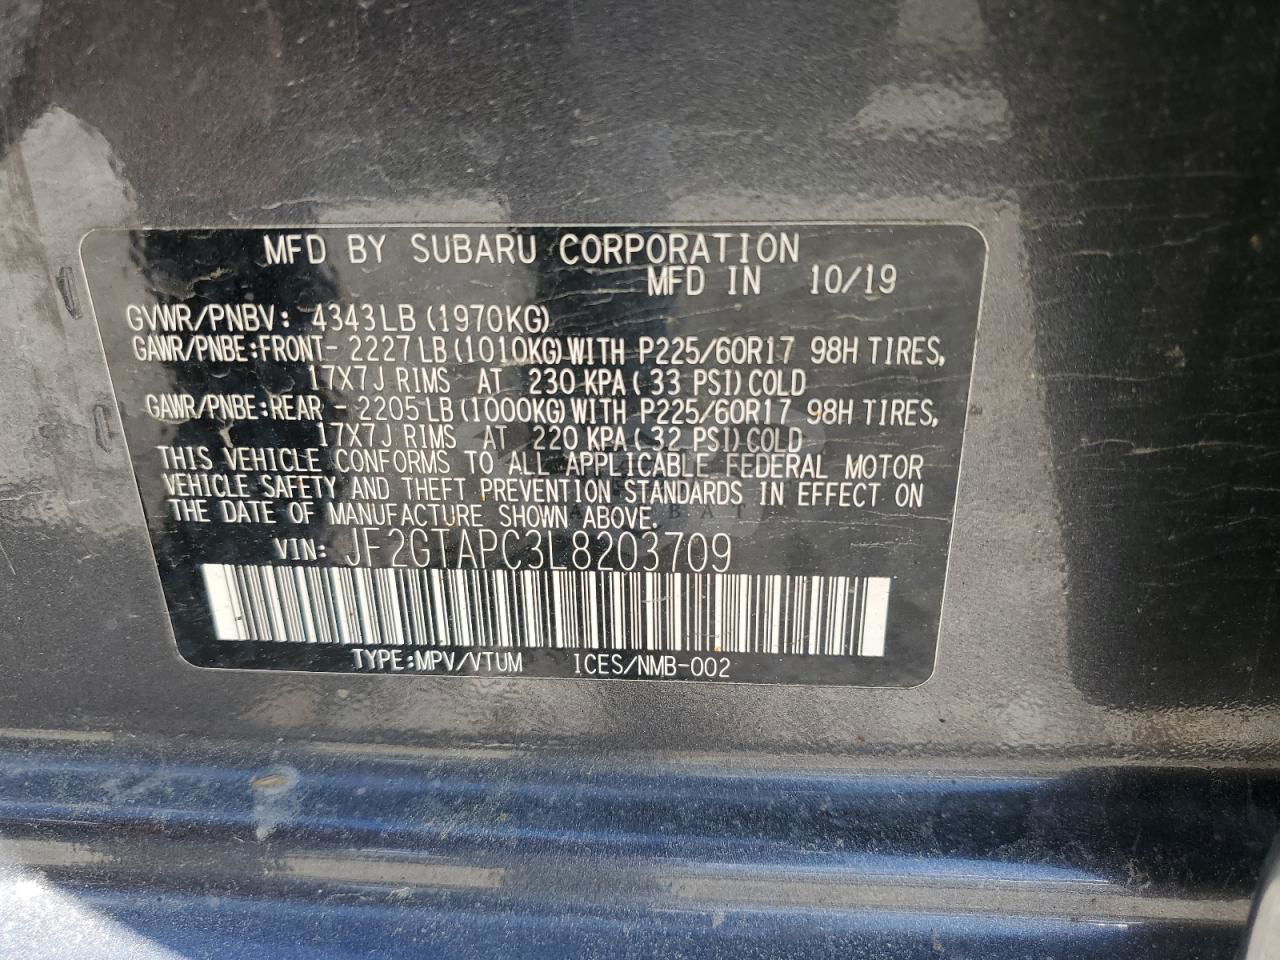 MFD BY SUBARU CORPORATION
MFD IN 10/19
GVWR/PNBV: 4343LB (1970KG)
GAWR/PNBE:FRONT- 2227LB (1010KG) WITH P225/60R17 98H TIRES,
17X7J RIMS AT 230 KPA (33 PSI) COLD
GAWR/PNBE:REAR - 2205LB (1000KG) WITH P225/60R17 98H TIRES,
17X7J RIMS AT 220 KPA (32 PSI) COLD
THIS VEHICLE CONFORMS TO ALL APPLICABLE FEDERAL MOTOR
VEHICLE SAFETY AND THEFT PREVENTION STANDARDS IN EFFECT ON
THE DATE OF MANUFACTURE SHOWN ABOVE.
VIN: JF2GTAPC3L8203709
TYPE:MPV/VTUM ICES/NMB-002